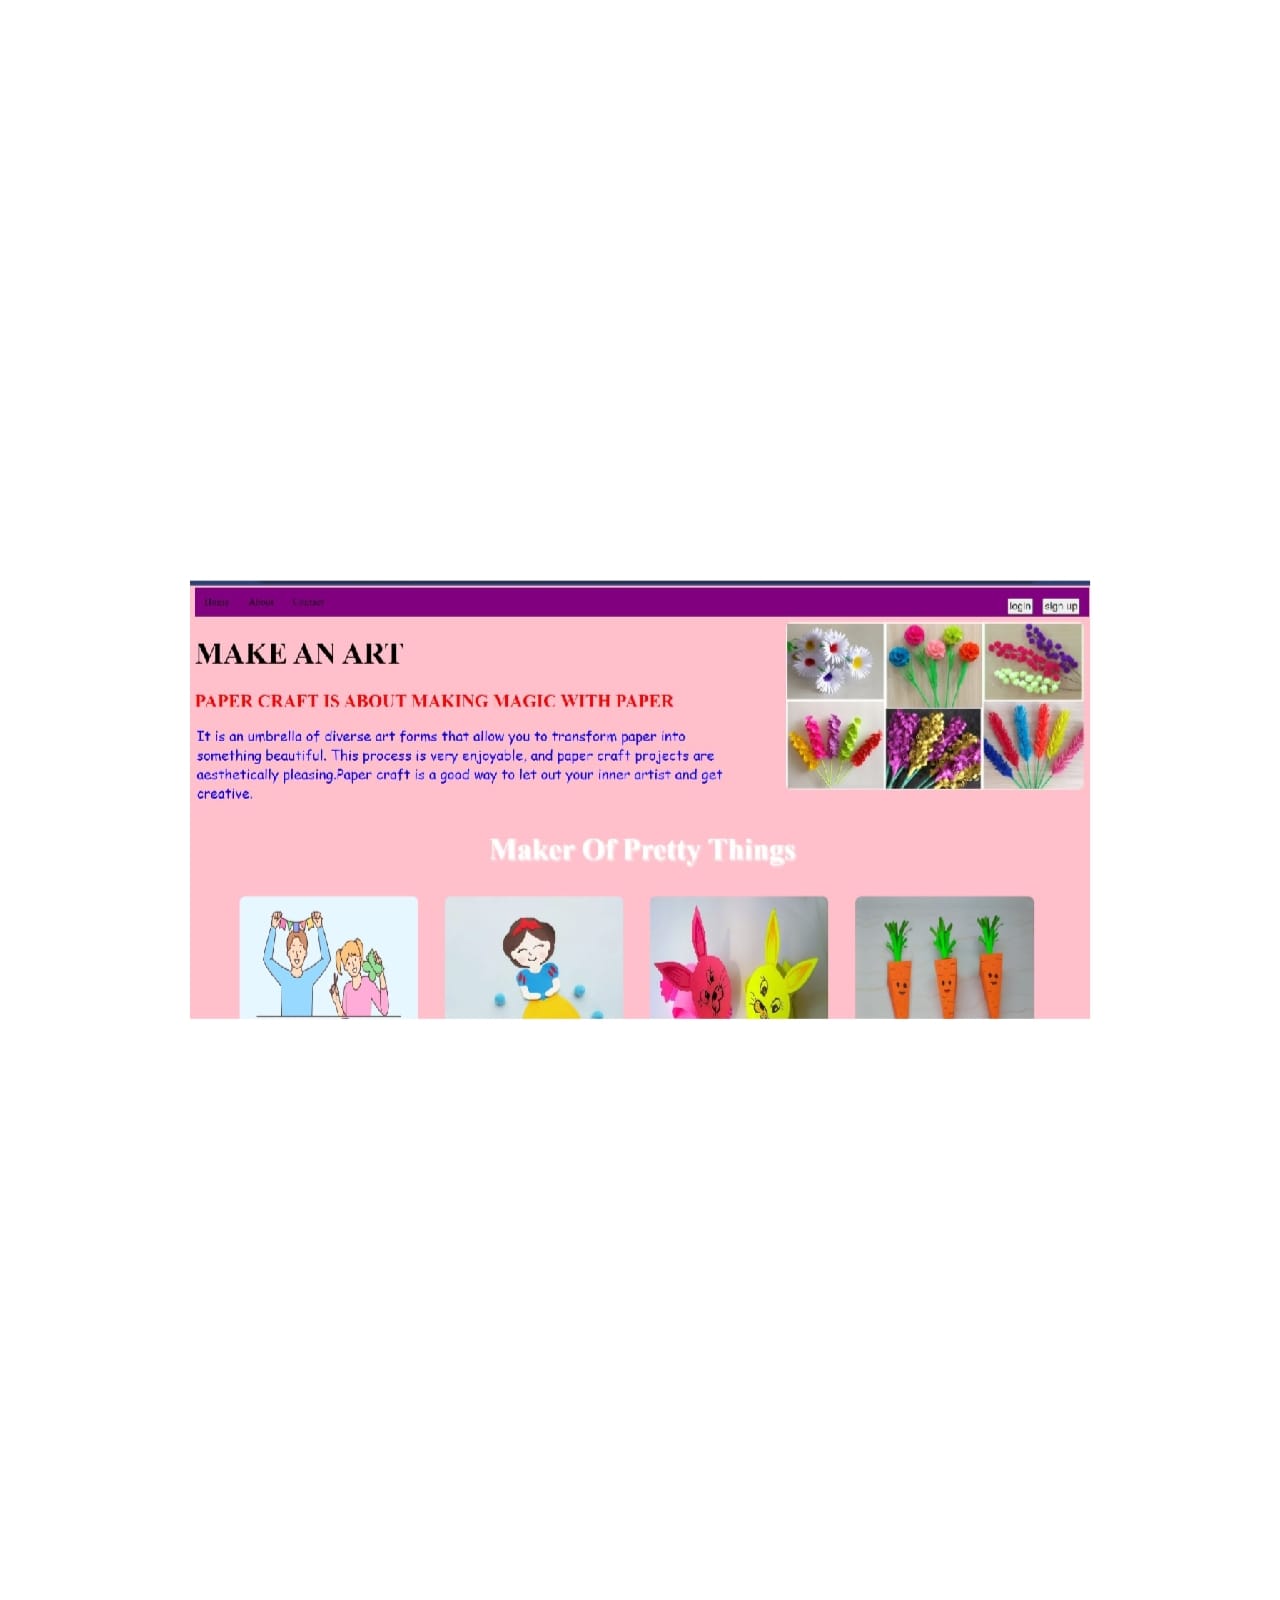 Home About Contact
login sign up
MAKE AN ART
PAPER CRAFT IS ABOUT MAKING MAGIC WITH PAPER
It is an umbrella of diverse art forms that allow you to transform paper into
something beautiful. This process is very enjoyable, and paper craft projects are
aesthetically pleasing.Paper craft is a good way to let out your inner artist and get
creative.
Maker Of Pretty Things